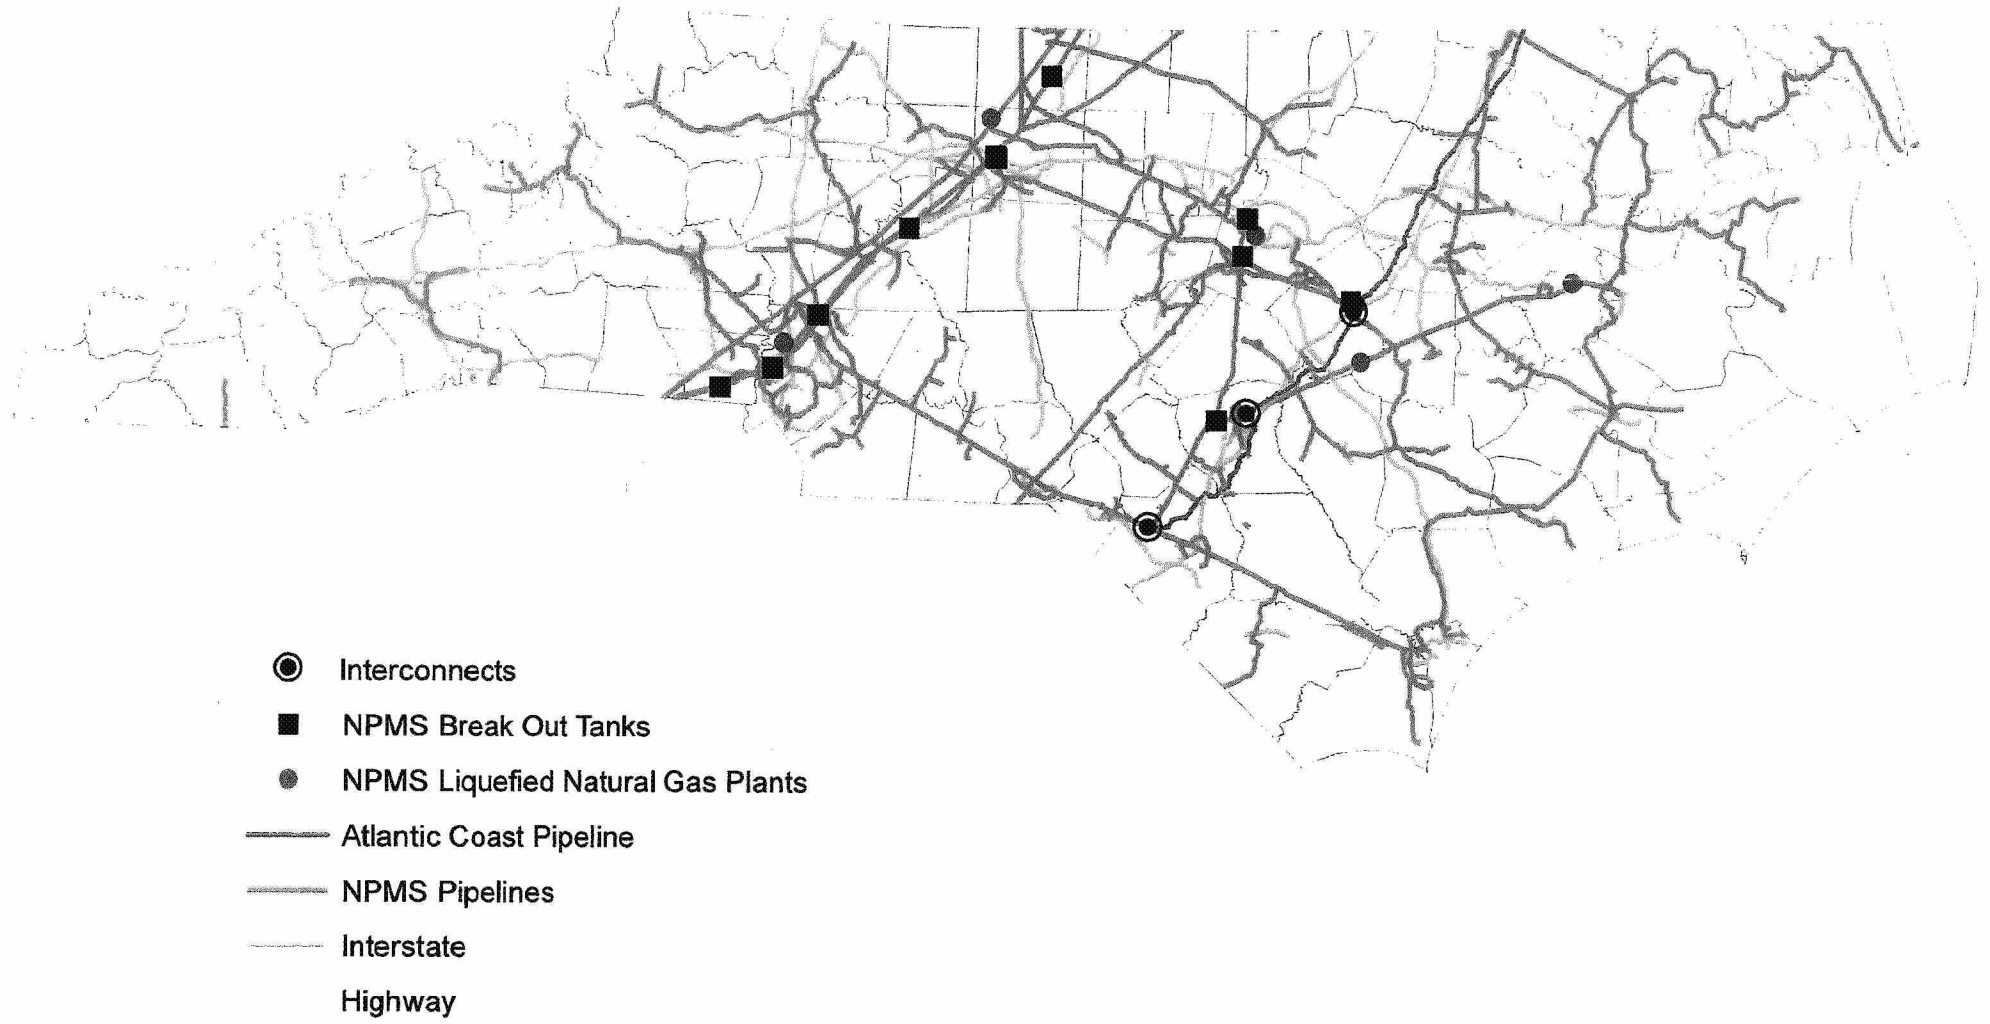 Interconnects
NPMS Break Out Tanks
NPMS Liquefied Natural Gas Plants
Atlantic Coast Pipeline
NPMS Pipelines
Interstate
Highway